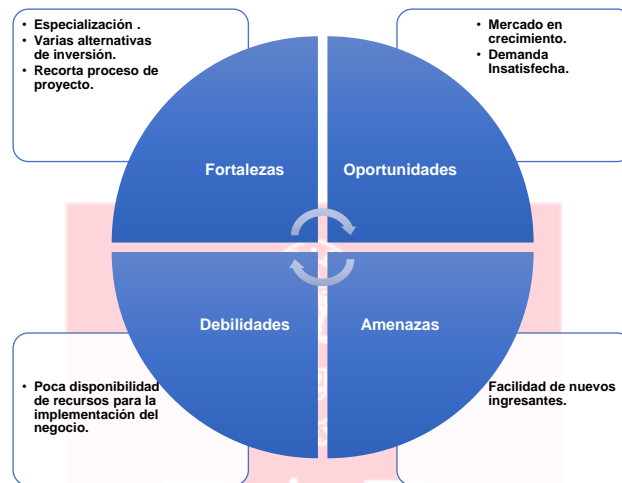 • Especialización .
• Varias alternativas
de inversión.
• Recorta proceso de
proyecto.
• Mercado en
crecimiento.
• Demanda
Insatisfecha.
Fortalezas
Oportunidades
Debilidades
Amenazas
• Poca disponibilidad
de recursos para la
implementación del
negocio.
Facilidad de nuevos
ingresantes.